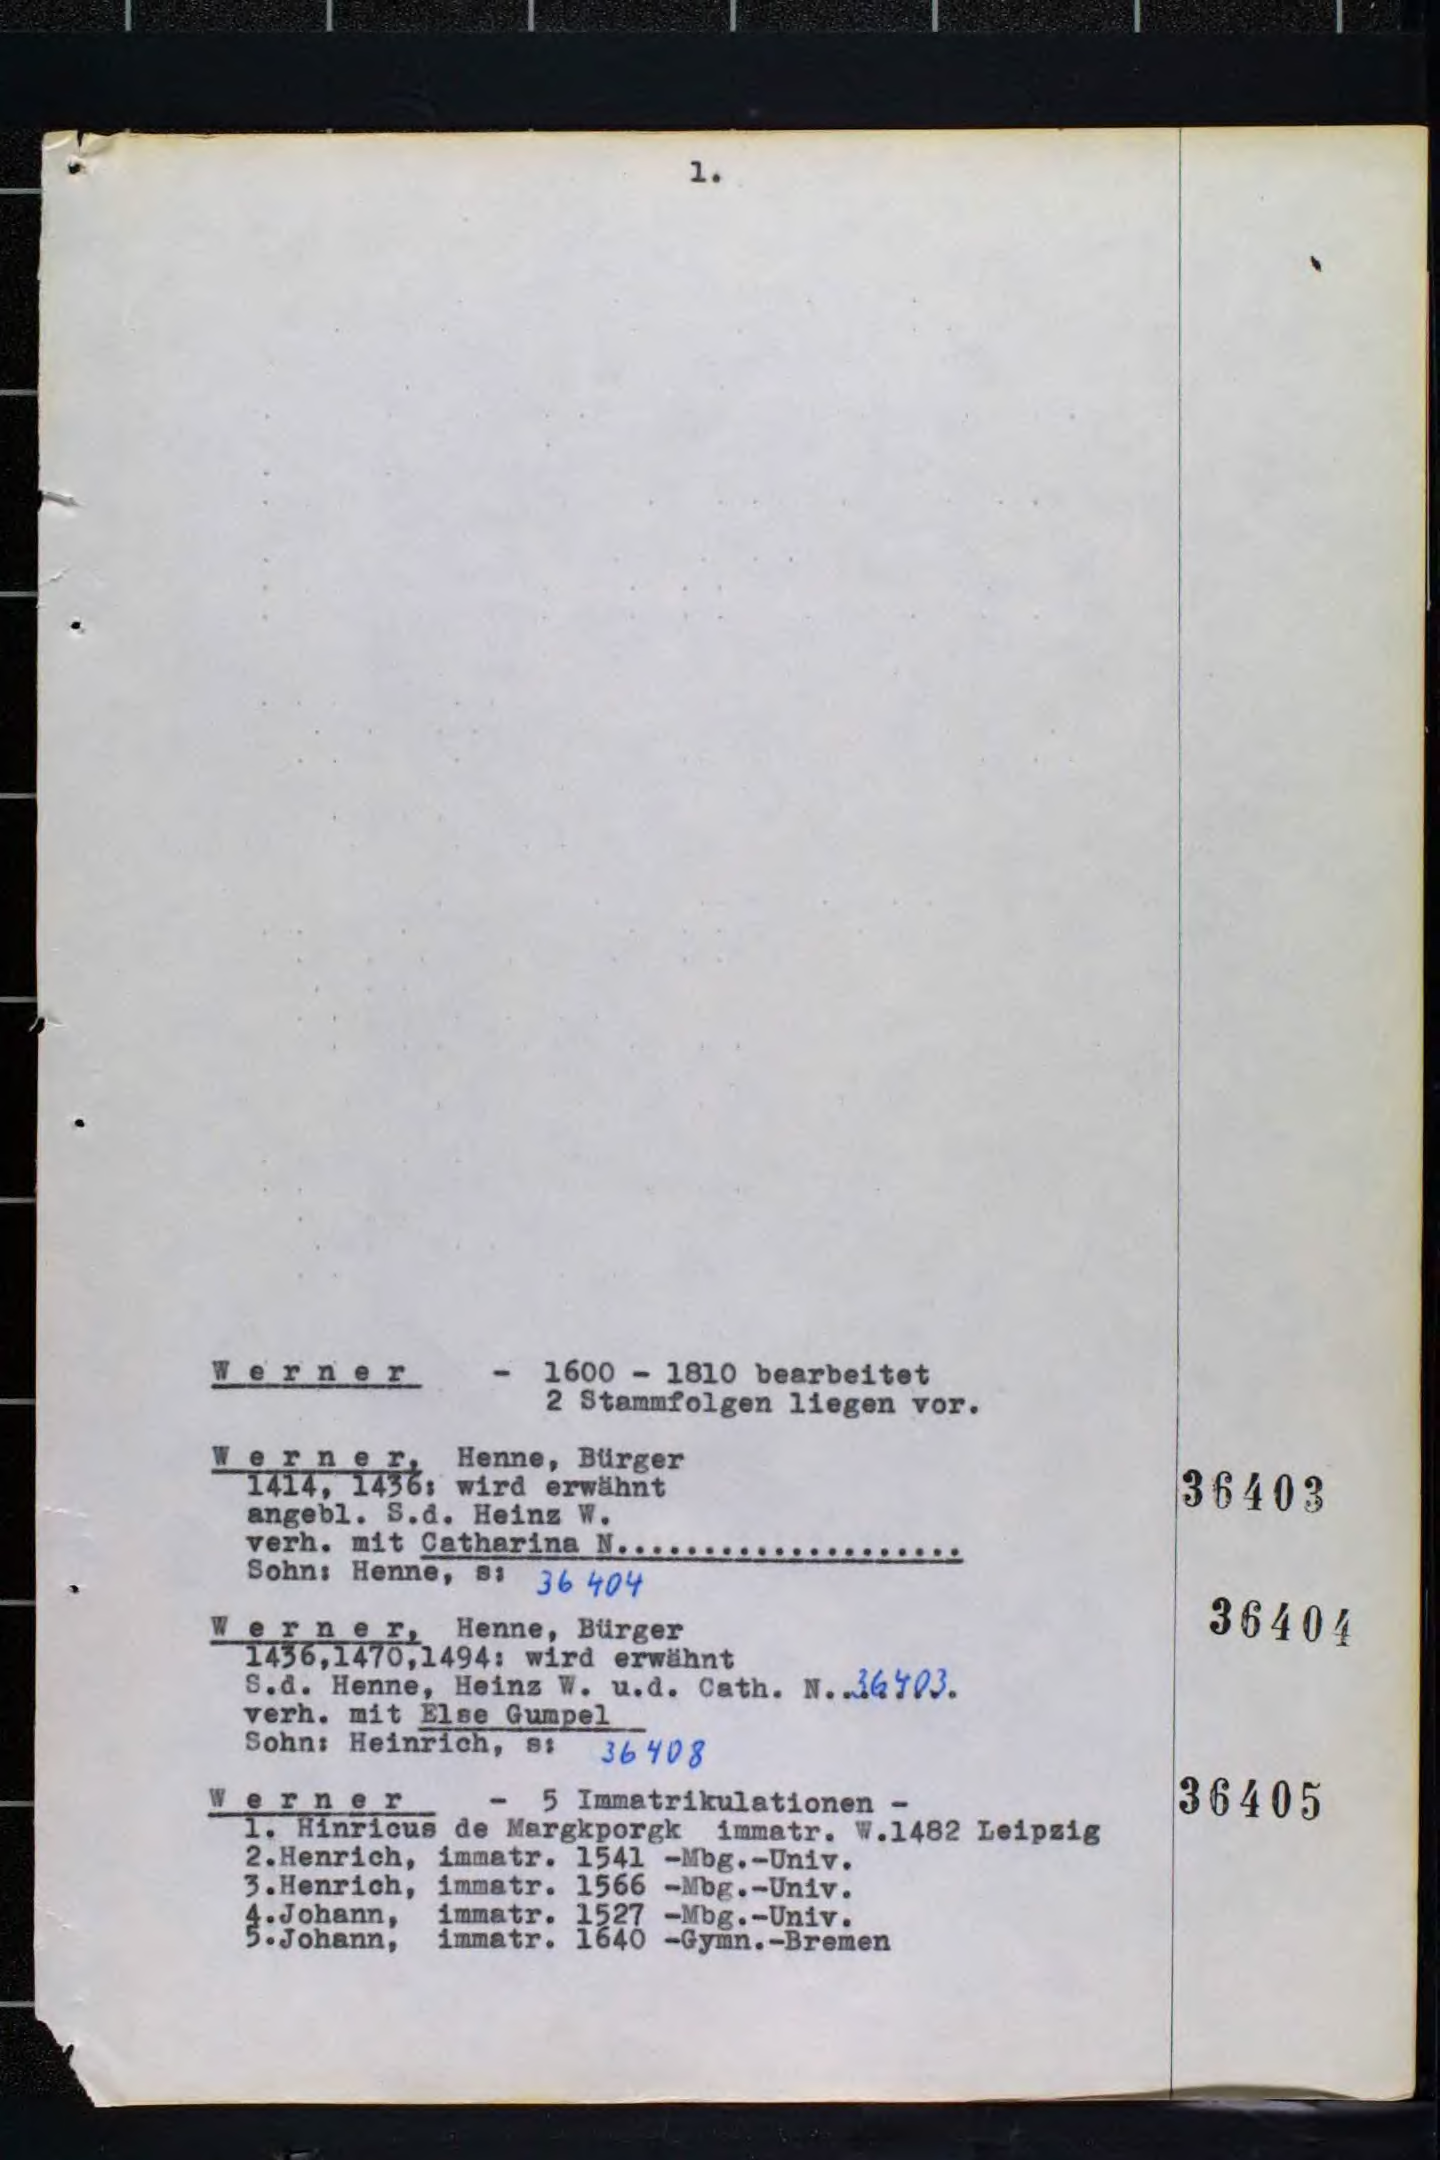 1.
W e r n e r - 1600 - 1810 bearbeitet
2 Stammfolgen liegen vor.
W e r n e r, Henne, Bürger
1414, 1436: wird erwähnt
36403
angebl. S.d. Heinz W.
verh. mit Catharina N....................
Sohn: Henne, s: 36404
W e r n e r, Henne, Bürger
36404
1436,1470,1494: wird erwähnt
S.d. Henne, Heinz W. u.d. Cath. N...36403.
verh. mit Else Gumpel
Sohn: Heinrich, s: 36408
W e r n e r - 5 Immatrikulationen -
36405
1. Hinricus de Margkporgk immatr. W.1482 Leipzig
2.Henrich, immatr. 1541 -Mbg.-Univ.
3.Henrich, immatr. 1566 -Mbg.-Univ.
4.Johann, immatr. 1527 -Mbg.-Univ.
5.Johann, immatr. 1640 -Gymn.-Bremen